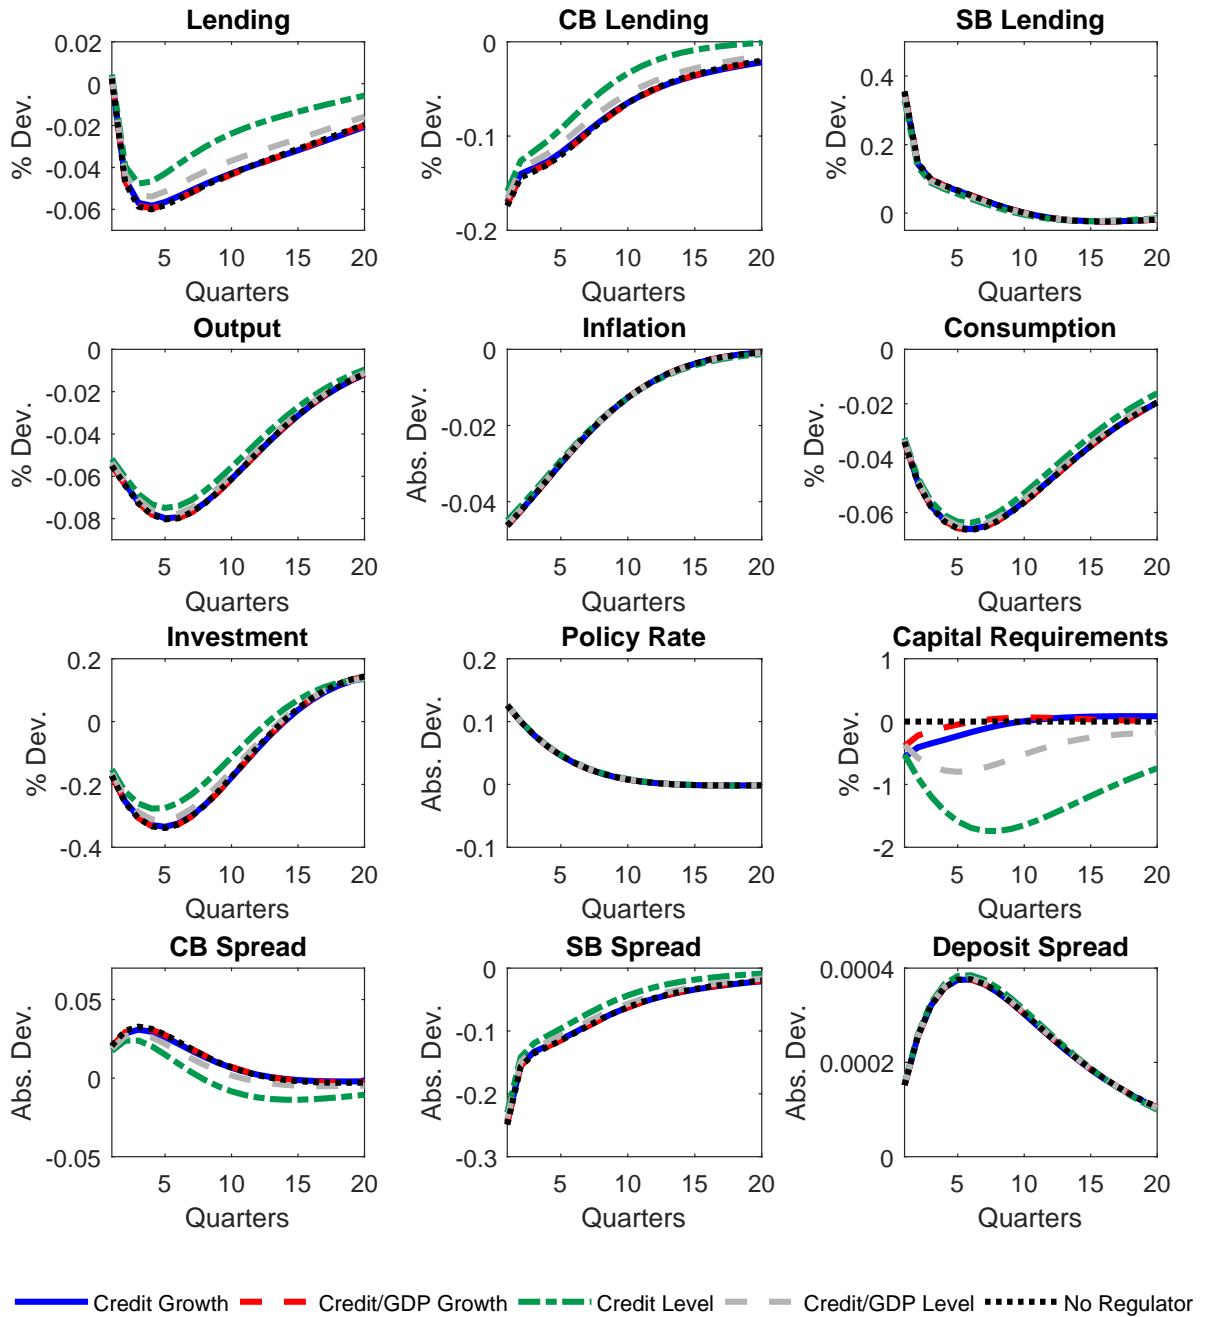 Lending
CB Lending
SB Lending
0.02
0
-0.02
-0.04
-0.06
% Dev.
5 10 15 20
Quarters
0
-0.1
-0.2
% Dev.
5 10 15 20
Quarters
0.4
0.2
0
% Dev.
5 10 15 20
Quarters
Output
Inflation
Consumption
0
-0.02
-0.04
-0.06
-0.08
% Dev.
5 10 15 20
Quarters
0
-0.02
-0.04
Abs. Dev.
5 10 15 20
Quarters
0
-0.02
-0.04
-0.06
% Dev.
5 10 15 20
Quarters
Investment
Policy Rate
Capital Requirements
0.2
0
-0.2
-0.4
% Dev.
5 10 15 20
Quarters
0.2
0.1
0
-0.1
Abs. Dev.
5 10 15 20
Quarters
1
0
-1
-2
% Dev.
5 10 15 20
Quarters
CB Spread
SB Spread
Deposit Spread
0.05
0
-0.05
Abs. Dev.
5 10 15 20
Quarters
0
-0.1
-0.2
-0.3
Abs. Dev.
5 10 15 20
Quarters
0.0004
0.0002
0
Abs. Dev.
5 10 15 20
Quarters
Credit Growth Credit/GDP Growth Credit Level Credit/GDP Level No Regulator